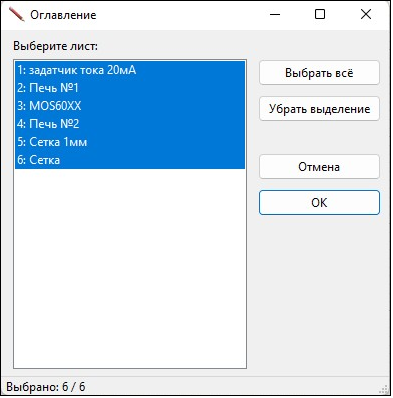 Оглавление
Выберите лист:
1: задатчик тока 20мА
2: Печь №1
3: MOS60XX
4: Печь №2
5: Сетка 1мм
6: Сетка
Выбрать всё
Убрать выделение
Отмена
ОК
Выбрано: 6 / 6